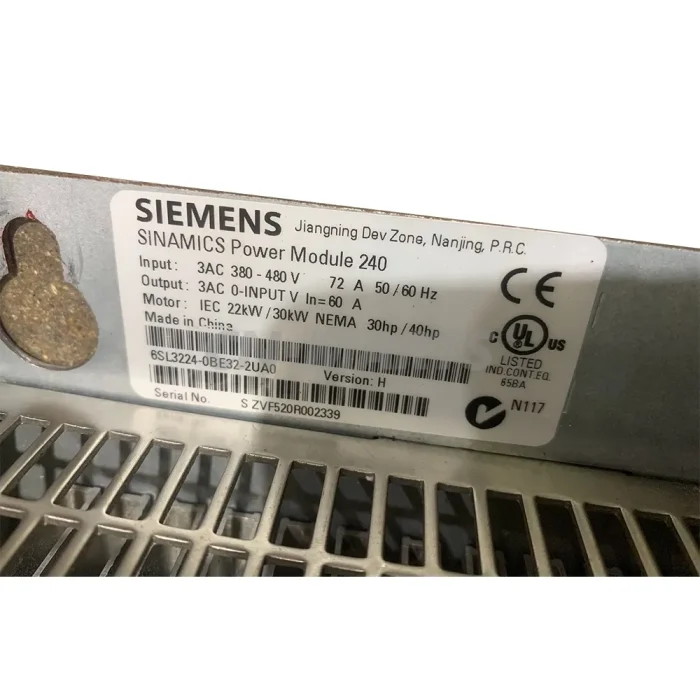 SIEMENS Jiangning Dev Zone, Nanjing, P.R.C.
SINAMICS Power Module 240
Input: 3AC 380-480 V 72 A 50/60 Hz
Output: 3AC 0-INPUT V In=60 A
Motor: IEC 22kW/30kW NEMA 30hp/40hp
Made in China
6SL3224-0BE32-2UA0 Version: H
Serial No. S ZVF520R002339
CE
C UL US
LISTED
IND.CONT.EQ.
65BA
N117